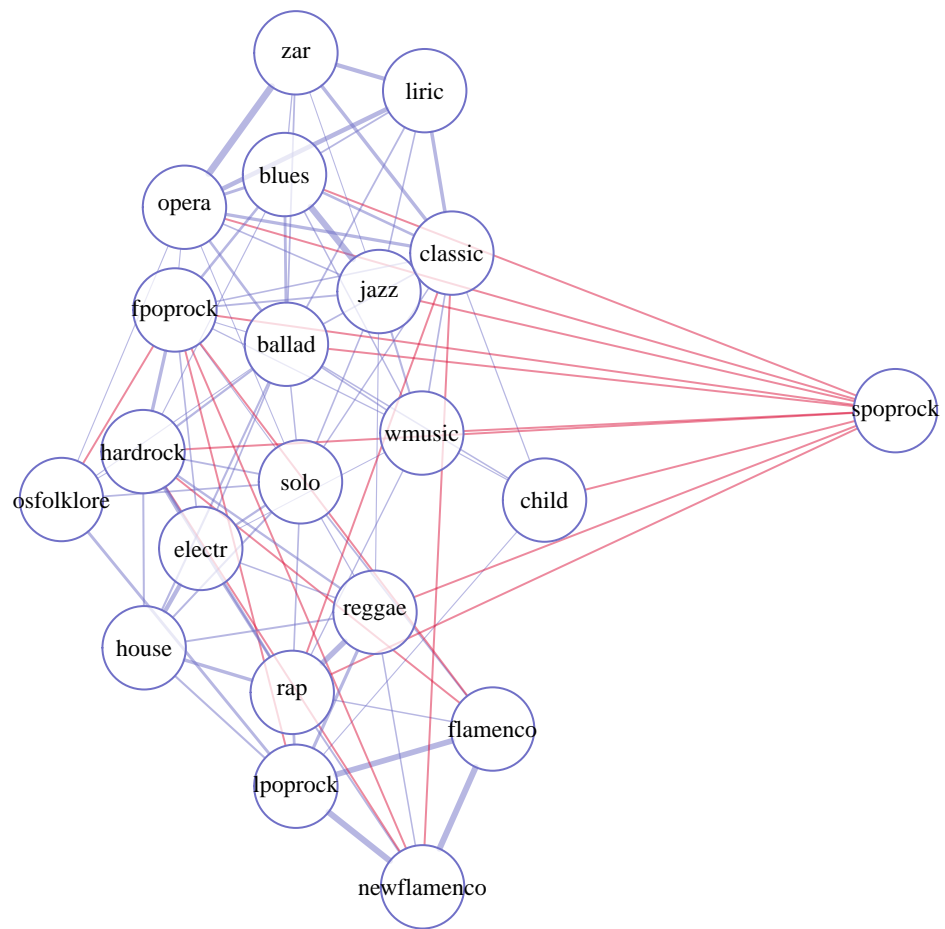 zar
liric
blues
opera
classic
jazz
fpoprock
ballad
spoprock
wmusic
hardrock
solo
osfolklore
child
electr
reggae
house
rap
flamenco
lpoprock
newflamenco